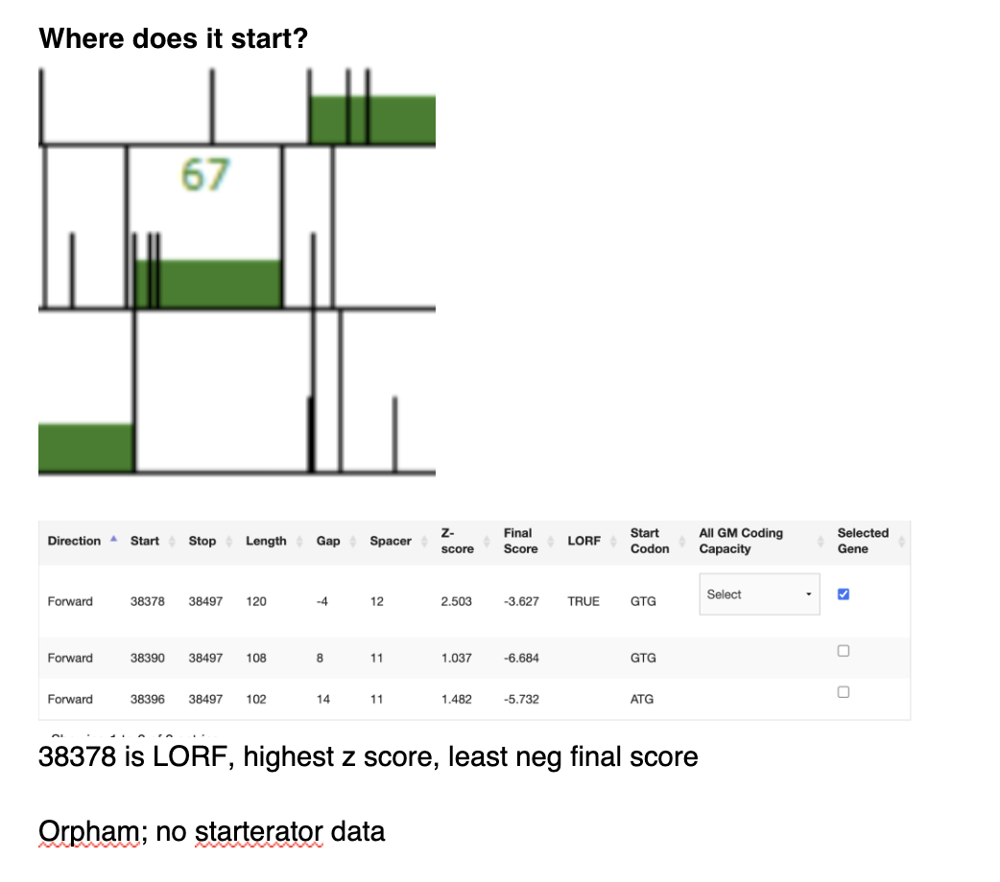 Where does it start?
67
Direction Start Stop Length Gap Spacer Z-score Final Score LORF Start Codon All GM Coding Capacity Selected Gene
Forward 38378 38497 120 -4 12 2.503 -3.627 TRUE GTG Select
Forward 38390 38497 108 8 11 1.037 -6.684 GTG
Forward 38396 38497 102 14 11 1.482 -5.732 ATG
38378 is LORF, highest z score, least neg final score
Orpham; no starterator data